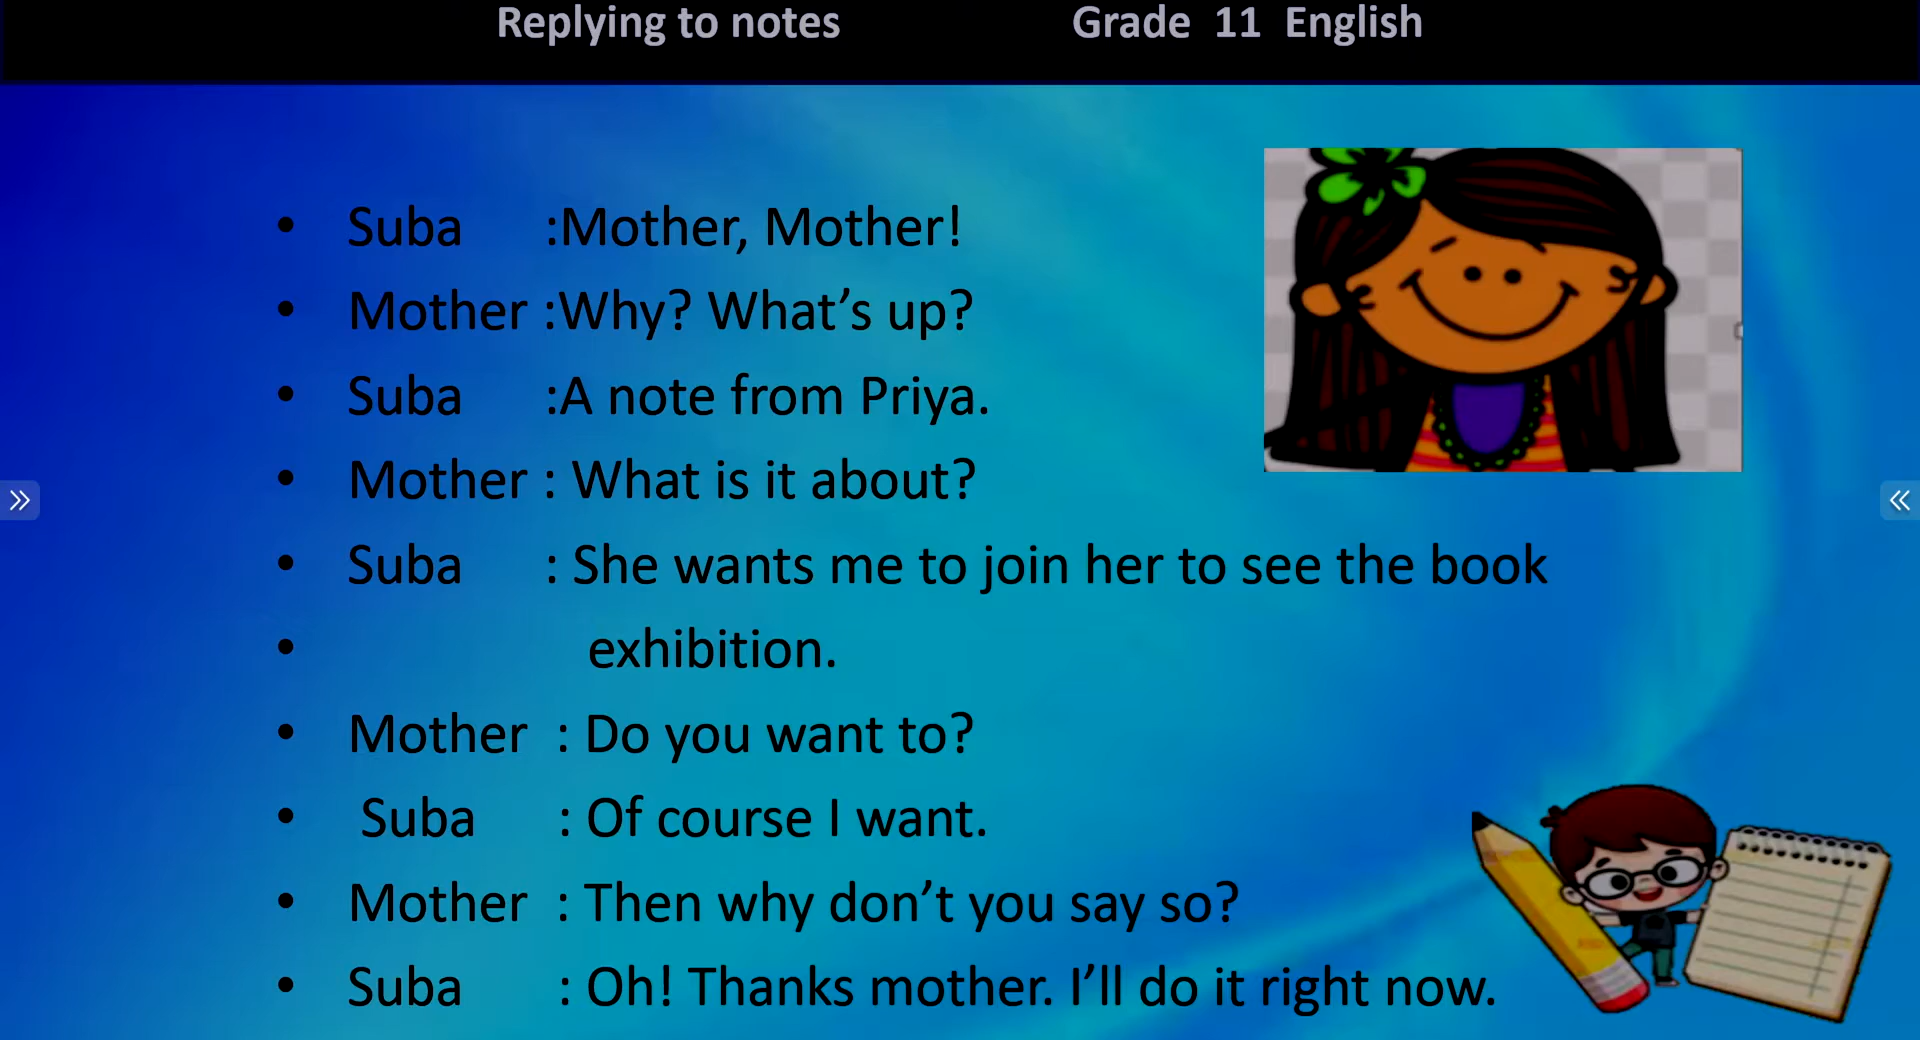 Replying to notes Grade 11 English
• Suba :Mother, Mother!
• Mother :Why? What’s up?
• Suba :A note from Priya.
• Mother : What is it about?
• Suba : She wants me to join her to see the book
• exhibition.
• Mother : Do you want to?
• Suba : Of course I want.
• Mother : Then why don’t you say so?
• Suba : Oh! Thanks mother. I’ll do it right now.